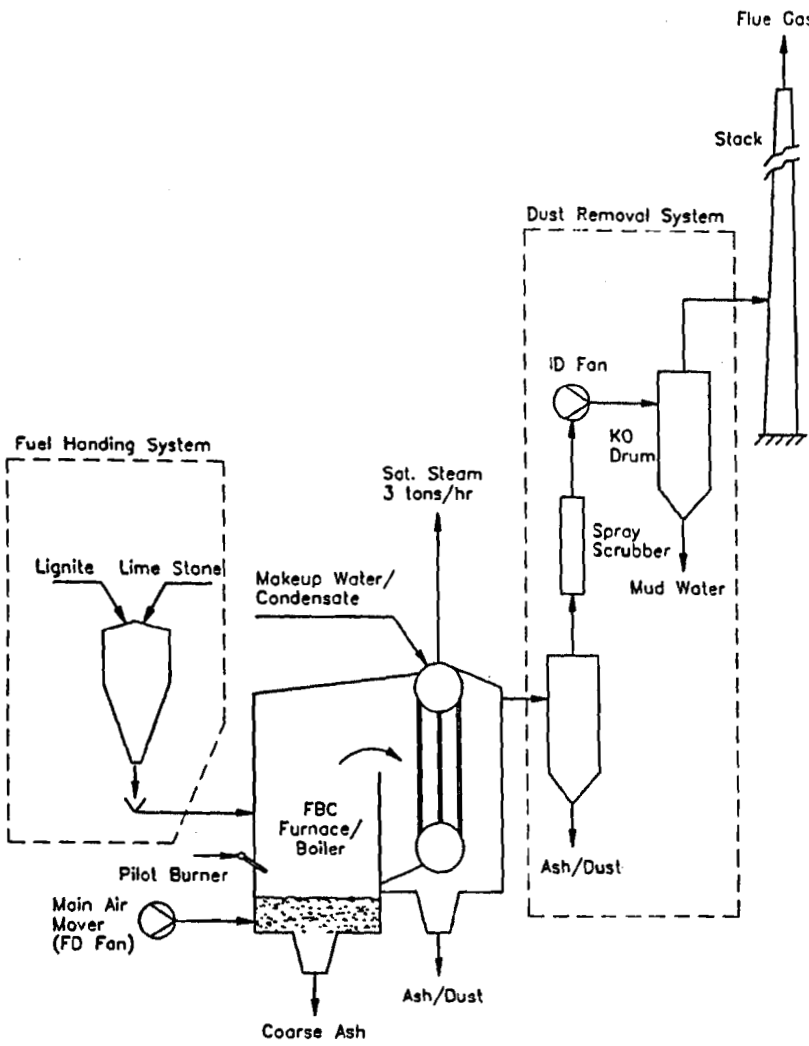 Flue Gas
Stack
Dust Removal System
ID Fan
KO
Drum
Fuel Handing System
Sat. Steam
3 tons/hr
Spray
Scrubber
Lignite
Lime Stone
Makeup Water/
Condensate
Mud Water
FBC
Furnace/
Boiler
Pilot Burner
Ash/Dust
Main Air
Mover
(FD Fan)
Ash/Dust
Coarse Ash